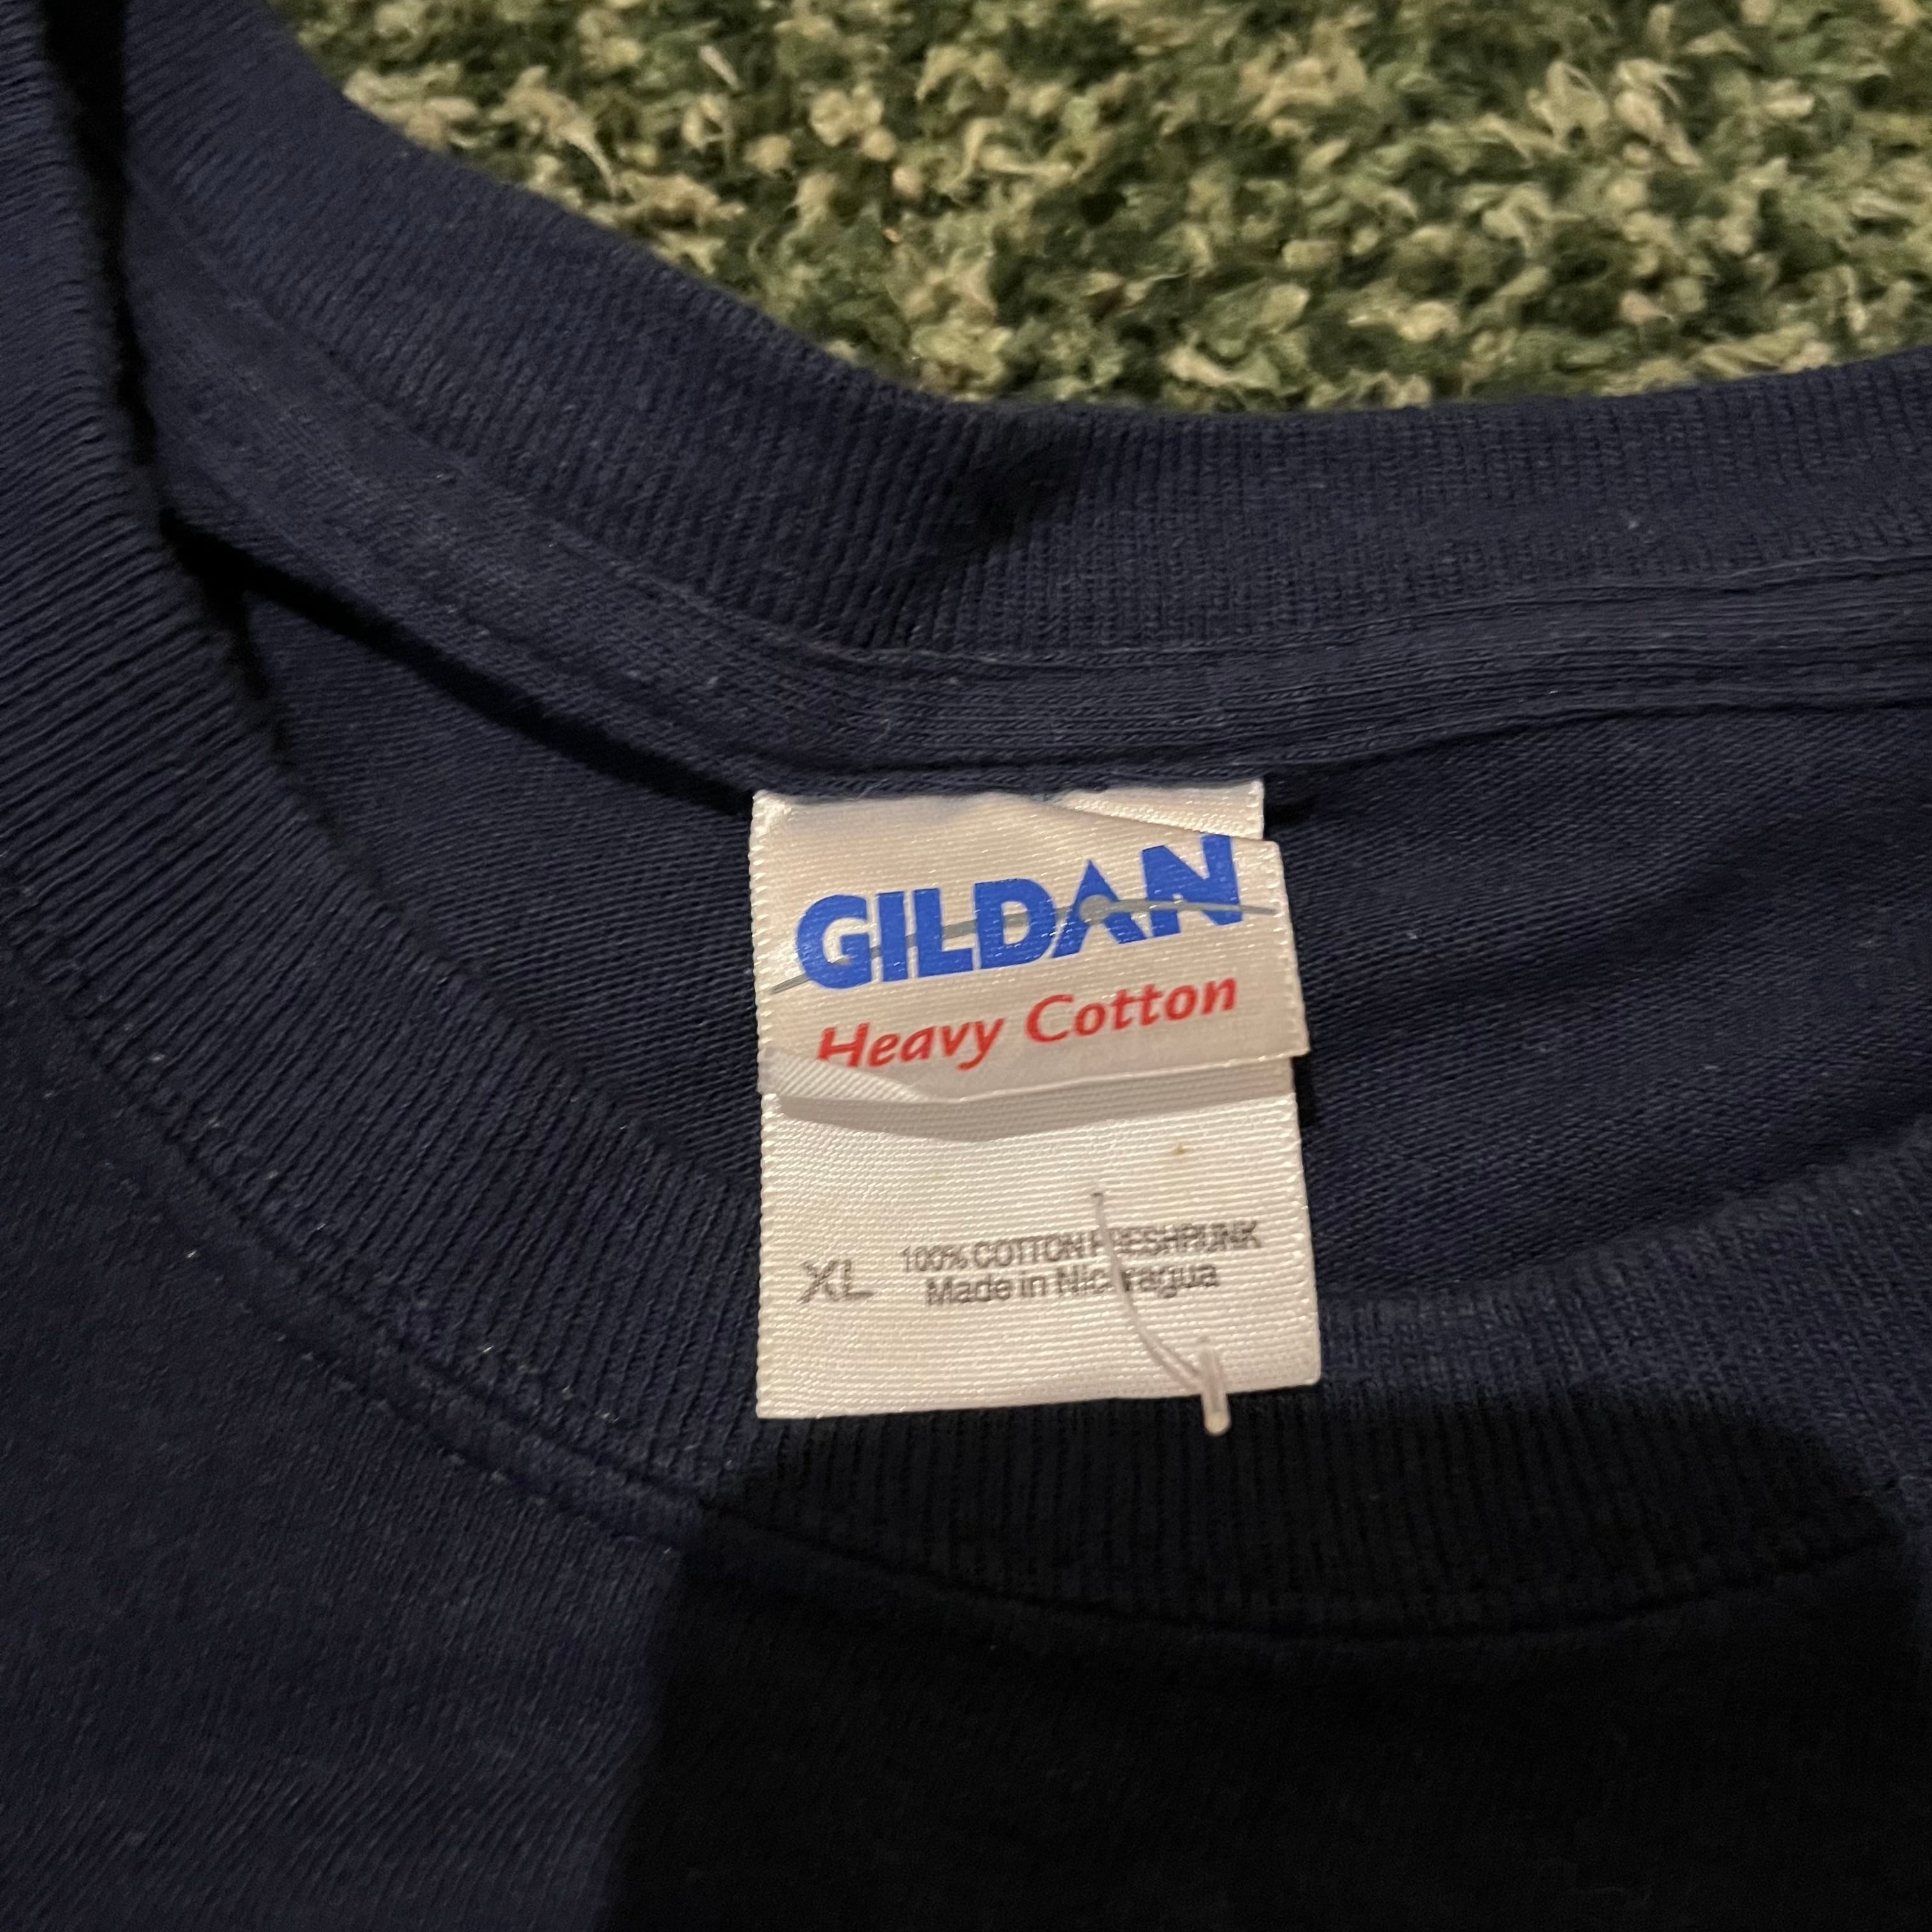 GILDAN
Heavy Cotton
XL
100% COTTON PRESHRUNK
Made in Nicaragua